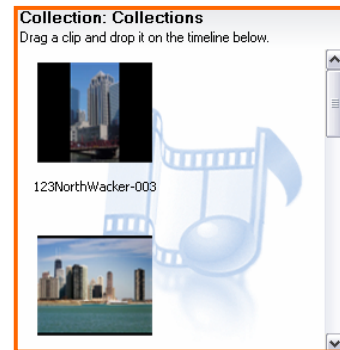 Collection: Collections
Drag a clip and drop it on the timeline below.
123NorthWacker-003